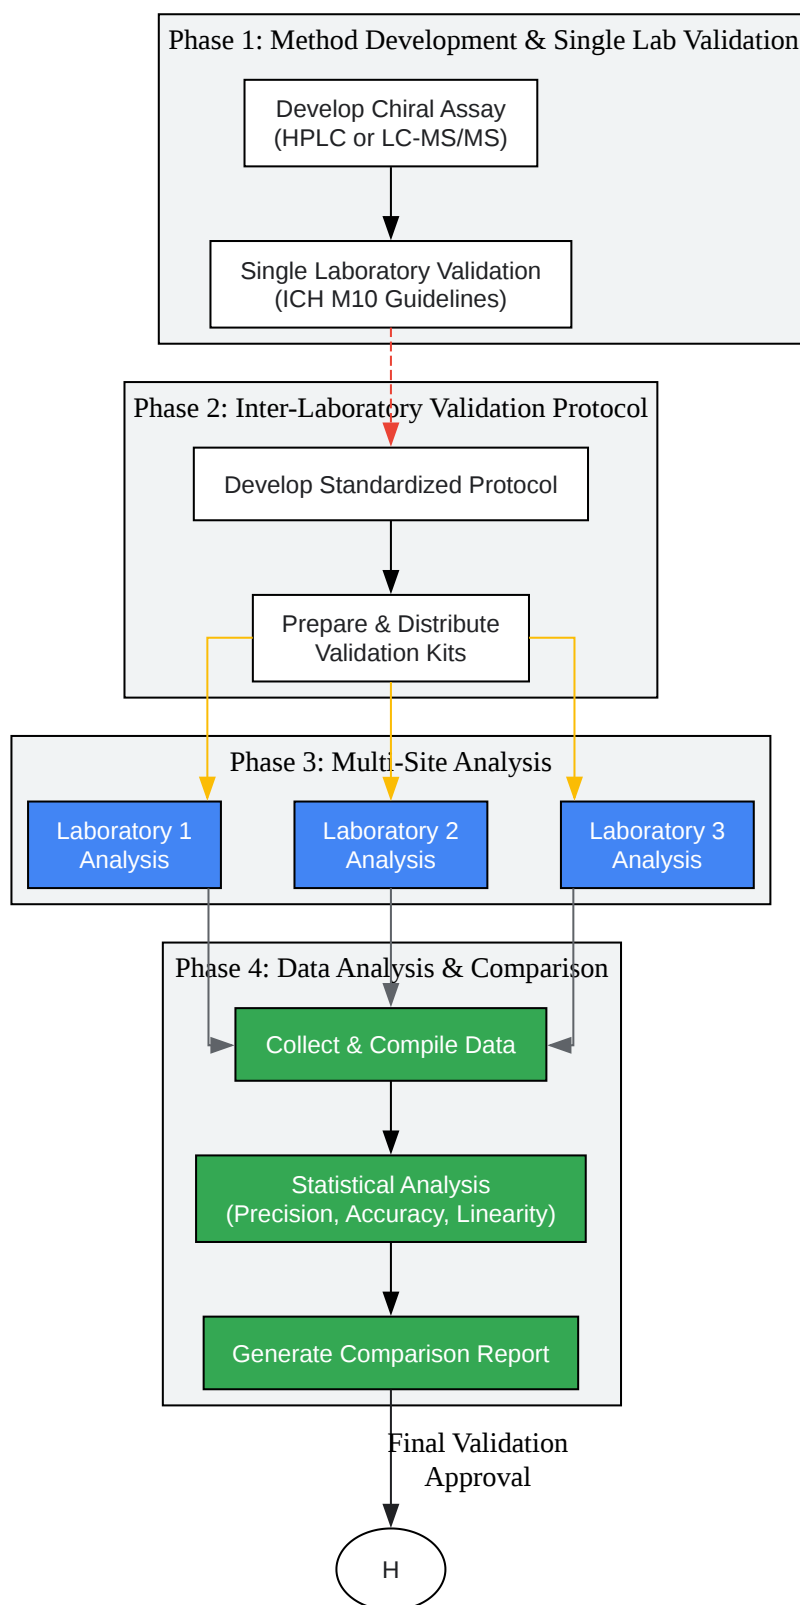 Phase 1: Method Development & Single Lab Validation
Develop Chiral Assay
(HPLC or LC-MS/MS)
Single Laboratory Validation
(ICH M10 Guidelines)
Phase 2: Inter-Laboratory Validation Protocol
Develop Standardized Protocol
Prepare & Distribute
Validation Kits
Phase 3: Multi-Site Analysis
Laboratory 1
Analysis
Laboratory 2
Analysis
Laboratory 3
Analysis
Phase 4: Data Analysis & Comparison
Collect & Compile Data
Statistical Analysis
(Precision, Accuracy, Linearity)
Generate Comparison Report
Final Validation
Approval
H